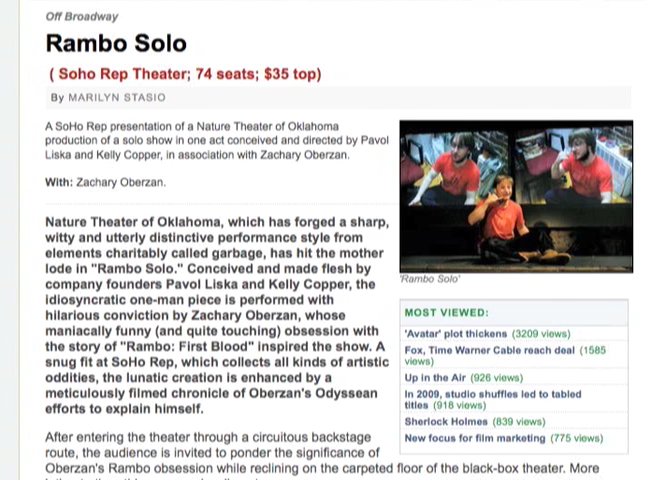 Off Broadway
Rambo Solo
( Soho Rep Theater; 74 seats; $35 top)
By MARILYN STASIO
A SoHo Rep presentation of a Nature Theater of Oklahoma
production of a solo show in one act conceived and directed by Pavol
Liska and Kelly Copper, in association with Zachary Oberzan.
With: Zachary Oberzan.
Nature Theater of Oklahoma, which has forged a sharp,
witty and utterly distinctive performance style from
elements charitably called garbage, has hit the mother
lode in "Rambo Solo." Conceived and made flesh by
company founders Pavol Liska and Kelly Copper, the
idiosyncratic one-man piece is performed with
hilarious conviction by Zachary Oberzan, whose
maniacally funny (and quite touching) obsession with
the story of "Rambo: First Blood" inspired the show. A
snug fit at SoHo Rep, which collects all kinds of artistic
oddities, the lunatic creation is enhanced by a
meticulously filmed chronicle of Oberzan's Odyssean
efforts to explain himself.
After entering the theater through a circuitous backstage
route, the audience is invited to ponder the significance of
Oberzan's Rambo obsession while reclining on the carpeted floor of the black-box theater. More
'Rambo Solo'
MOST VIEWED:
'Avatar' plot thickens (3209 views)
Fox, Time Warner Cable reach deal (1585
views)
Up in the Air (926 views)
In 2009, studio shuffles led to tabled
titles (918 views)
Sherlock Holmes (839 views)
New focus for film marketing (775 views)